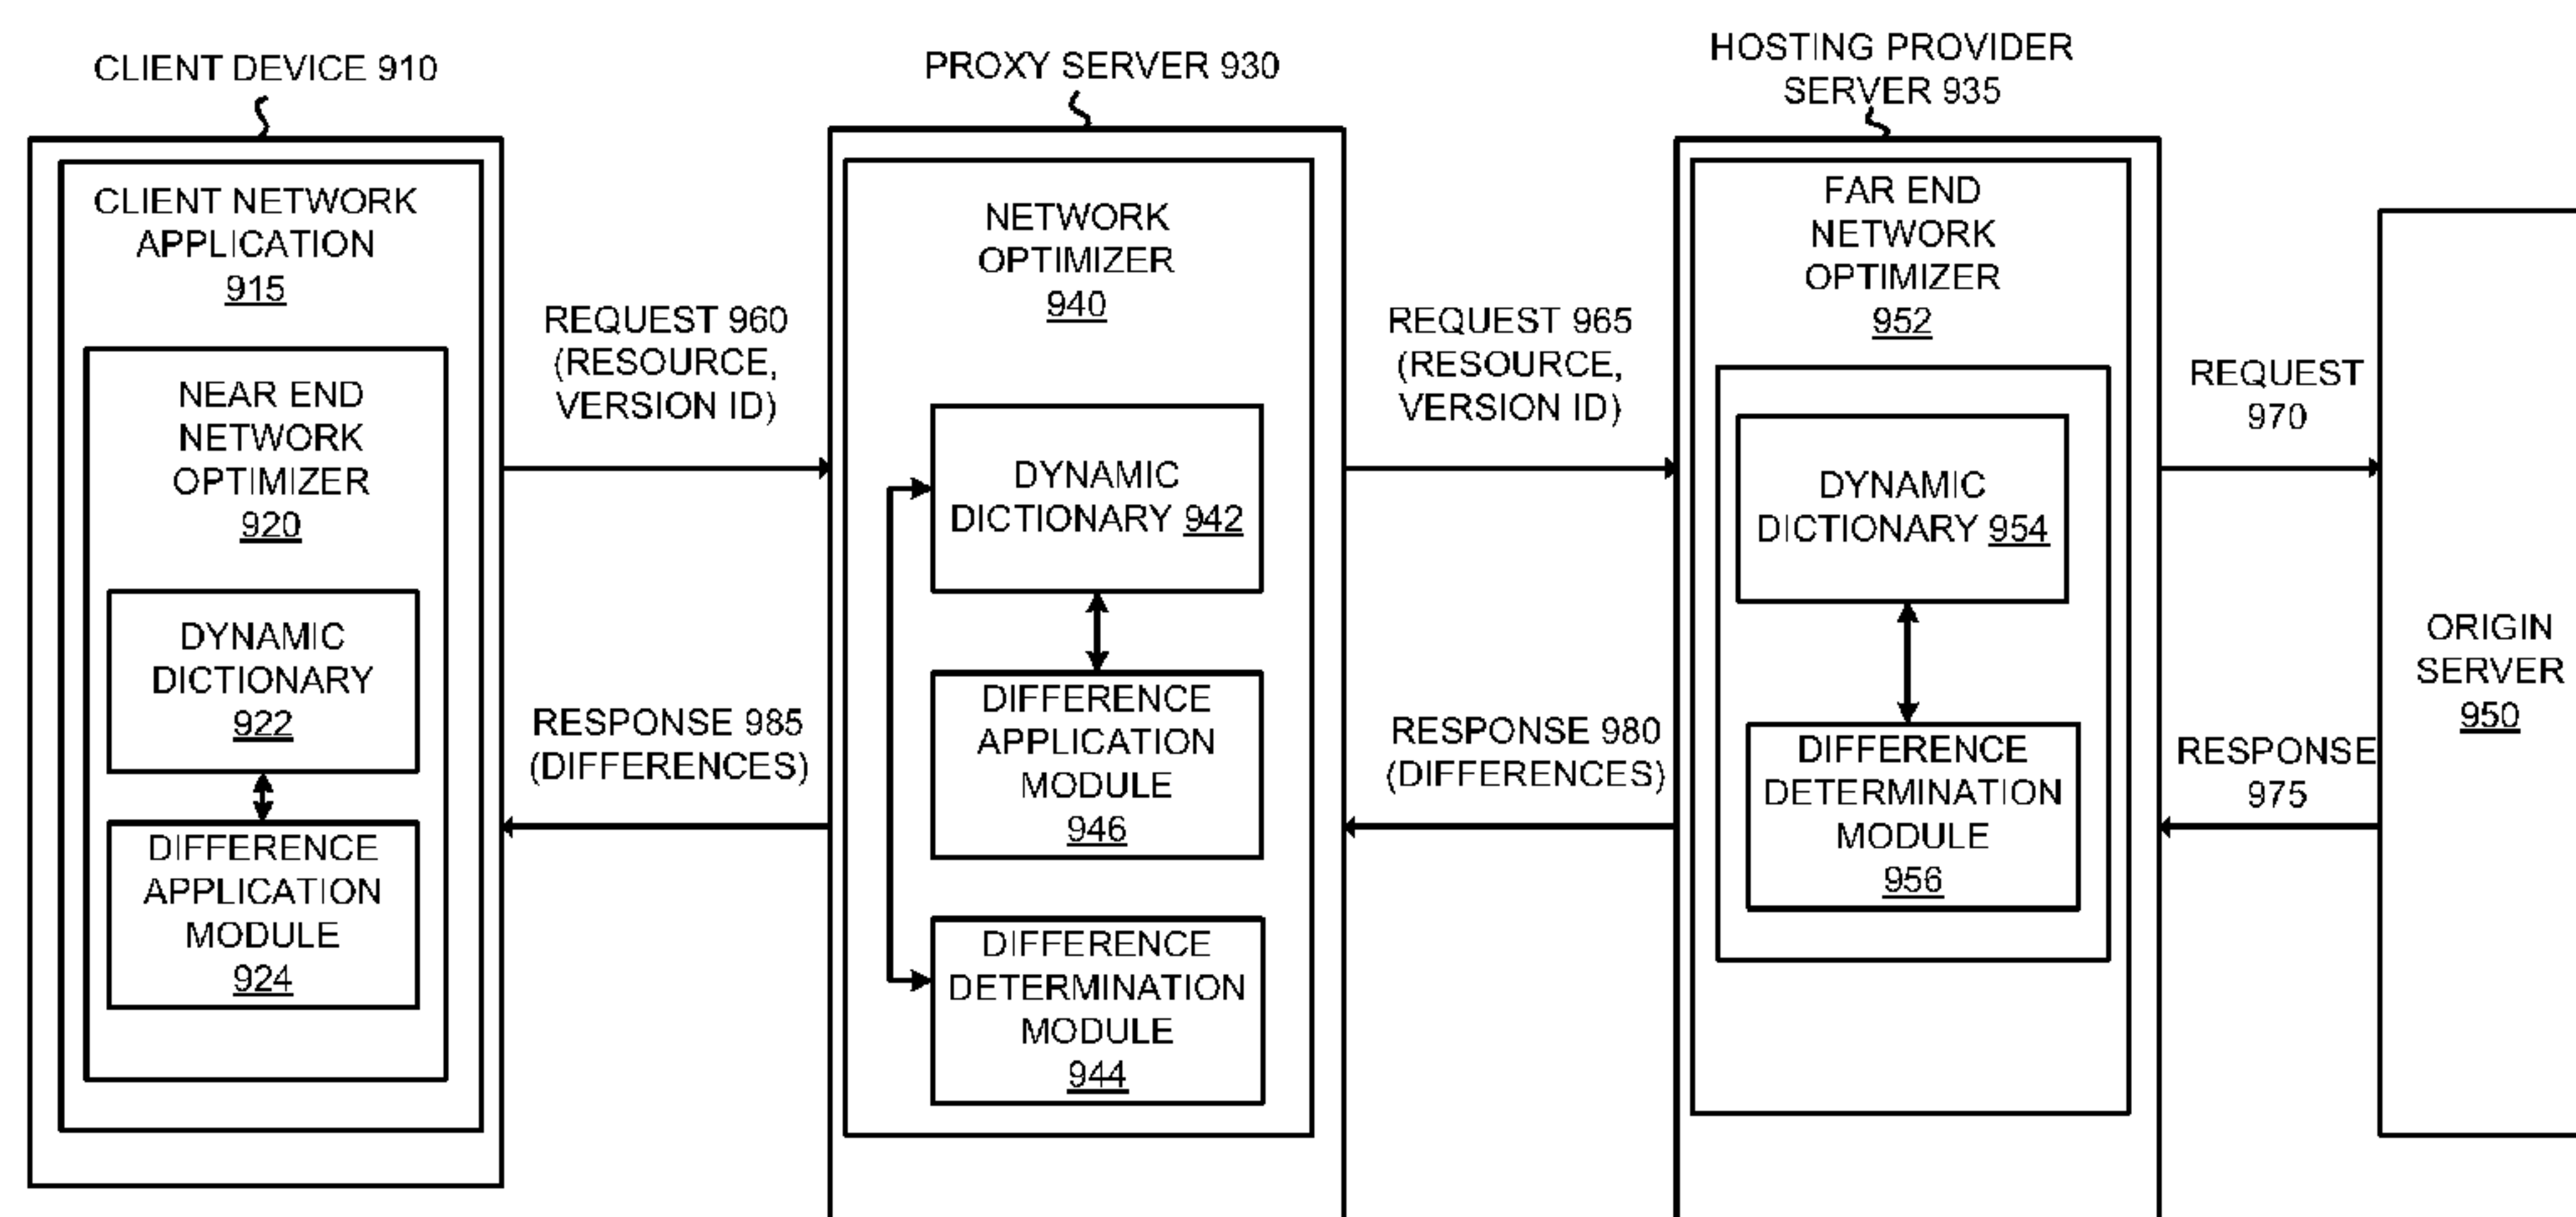 CLIENT DEVICE 910
CLIENT NETWORK
APPLICATION
915
NEAR END
NETWORK
OPTIMIZER
920
DYNAMIC
DICTIONARY
922
DIFFERENCE
APPLICATION
MODULE
924
REQUEST 960
(RESOURCE,
VERSION ID)
RESPONSE 985
(DIFFERENCES)
PROXY SERVER 930
NETWORK
OPTIMIZER
940
DYNAMIC
DICTIONARY 942
DIFFERENCE
APPLICATION
MODULE
946
DIFFERENCE
DETERMINATION
MODULE
944
REQUEST 965
(RESOURCE,
VERSION ID)
RESPONSE 980
(DIFFERENCES)
HOSTING PROVIDER
SERVER 935
FAR END
NETWORK
OPTIMIZER
952
DYNAMIC
DICTIONARY 954
DIFFERENCE
DETERMINATION
MODULE
956
REQUEST
970
RESPONSE
975
ORIGIN
SERVER
950